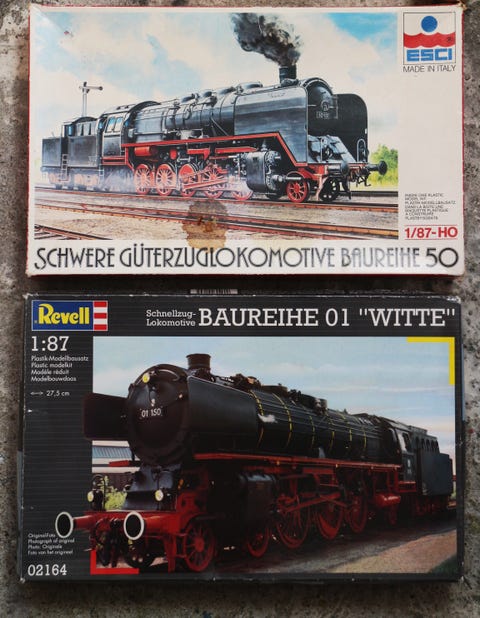 ESCI
MADE IN ITALY
1/87-HO
SCHWERE GÜTERZUGLOKOMOTIVE BAUREIHE 50
Revell
Schnellzug-
Lokomotive
BAUREIHE 01 "WITTE"
1:87
Plastik-Modellbausatz
Plastic modelkit
Modèle réduit
Modelbouwdoos
27,5 cm
01 150
Originalfoto
Photograph of original
Photo: Originale
Foto van het origineel
02164